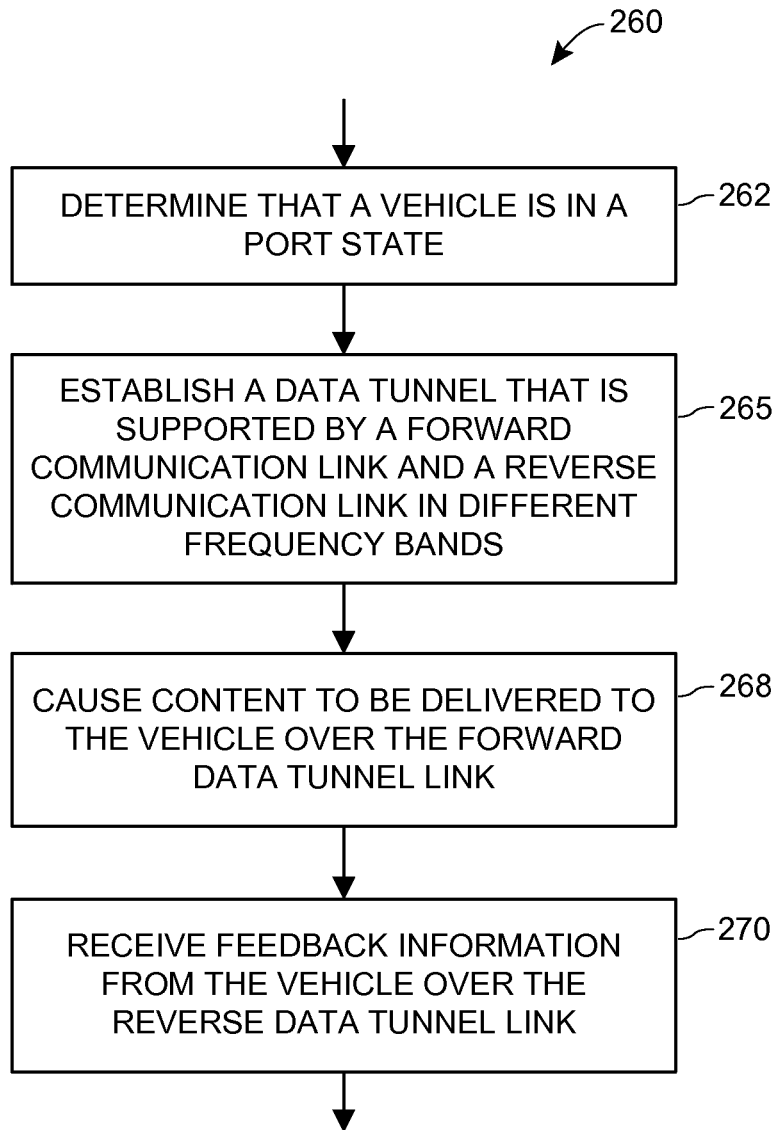 260
DETERMINE THAT A VEHICLE IS IN A
PORT STATE
262
ESTABLISH A DATA TUNNEL THAT IS
SUPPORTED BY A FORWARD
COMMUNICATION LINK AND A REVERSE
COMMUNICATION LINK IN DIFFERENT
FREQUENCY BANDS
265
CAUSE CONTENT TO BE DELIVERED TO
THE VEHICLE OVER THE FORWARD
DATA TUNNEL LINK
268
RECEIVE FEEDBACK INFORMATION
FROM THE VEHICLE OVER THE
REVERSE DATA TUNNEL LINK
270